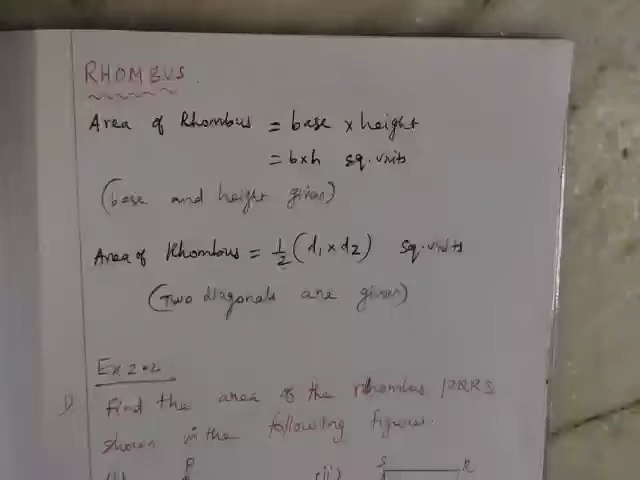 RHOMBUS.
Area of Rhombus = base x height
= b x h sq. units
(base and height given)
Area of Rhombus = 1/2 (d1 x d2) sq. units
(Two diagonals are given)
Ex 2.2
1) Find the area of the rhombus PQRS
shown in the following figures.
(i) P (ii) S R